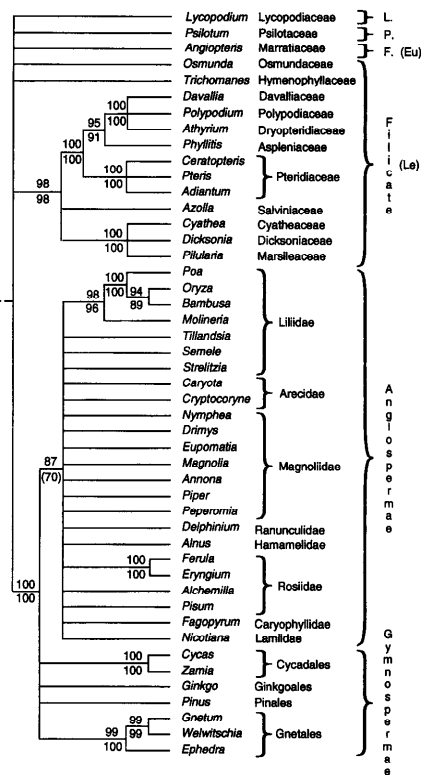 Lycopodium Lycopodiaceae L.
Psilotum Psilotaceae P.
Angiopteris Marratiaceae F. (Eu)
Osmunda Osmundaceae
Trichomanes Hymenophyllaceae
Davallia Davalliaceae
100
100
Polypodium Polypodiaceae
95
91
Athyrium Dryopteridiaceae
Phyllitis Aspleniaceae
100
100
Ceratopteris
100
100
Pteris Pteridiaceae
Adiantum
98
98
Azolla Salviniaceae
Cyathea Cyatheaceae
100
100
Dicksonia Dicksoniaceae
Pilularia Marsileaceae
Filicatae (Le)
Poa
100
100
Oryza
98
96
94
89
Bambusa
Molineria
Liliidae
Tillandsia
Semele
Strelitzia
Caryota
Arecidae
Cryptocoryne
Nymphea
Drimys
Eupomatia
87
(70)
Magnolia Magnoliidae
Annona
Piper
Peperomia
Delphinium Ranunculidae
Alnus Hamamelidae
Ferula
100
100
Eryngium
Rosiidae
Alchemilla
Pisum
Fagopyrum Caryophyllidae
Nicotiana Lamiidae
Angiospermae
100
100
Cycas
100
100
Cycadales
Zamia
Ginkgo Ginkgoales
Pinus Pinales
Gnetum
99
99
Welwitschia Gnetales
99
100
Ephedra
Gymnospermae